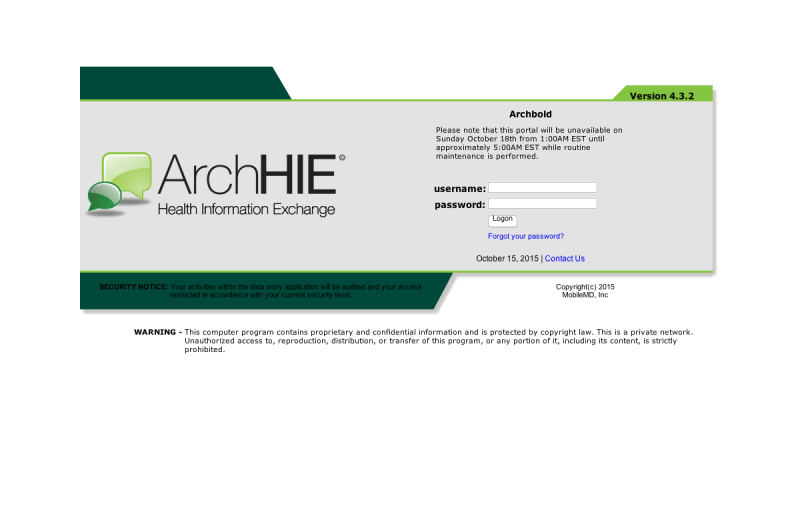 Version 4.3.2
Archbold
Please note that this portal will be unavailable on
Sunday October 18th from 1:00AM EST until
approximately 5:00AM EST while routine
maintenance is performed.
ArchHIE©
Health Information Exchange
username:
password:
Logon
Forgot your password?
October 15, 2015 | Contact Us
SECURITY NOTICE: Your activities within the data entry application will be audited and your access
restricted in accordance with your current security level.
Copyright(c) 2015
MobileMD, Inc
WARNING - This computer program contains proprietary and confidential information and is protected by copyright law. This is a private network.
Unauthorized access to, reproduction, distribution, or transfer of this program, or any portion of it, including its content, is strictly
prohibited.